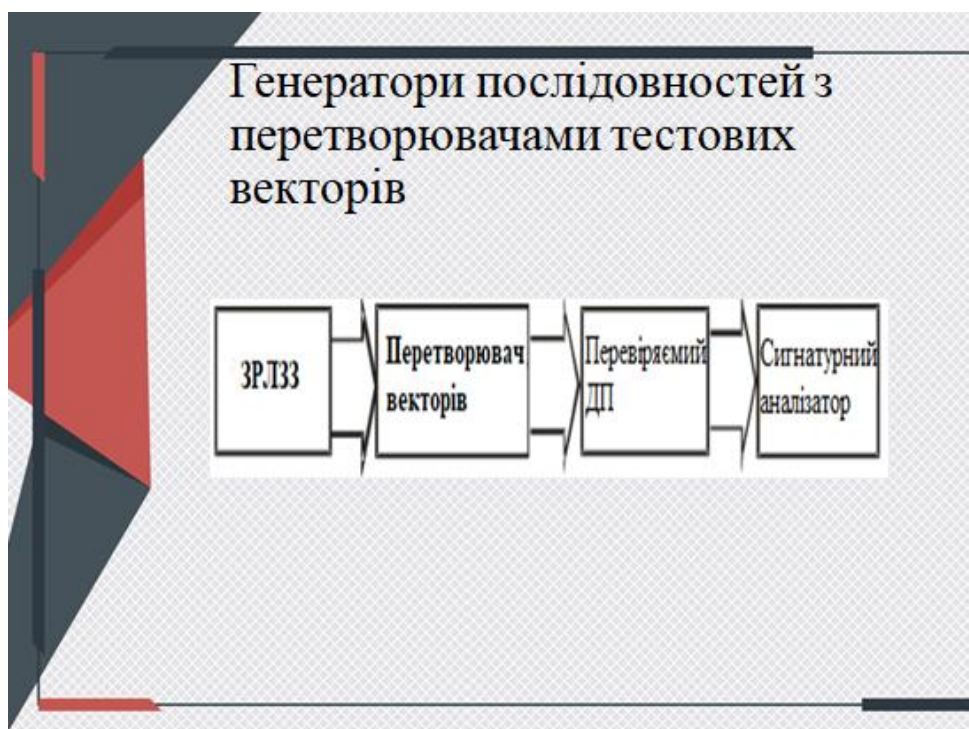 Генератори послідовностей з
перетворювачами тестових
векторів
ЗРЛЗЗ
Перетворювач
векторів
Перевіряємий
ДП
Сигнатурний
аналізатор